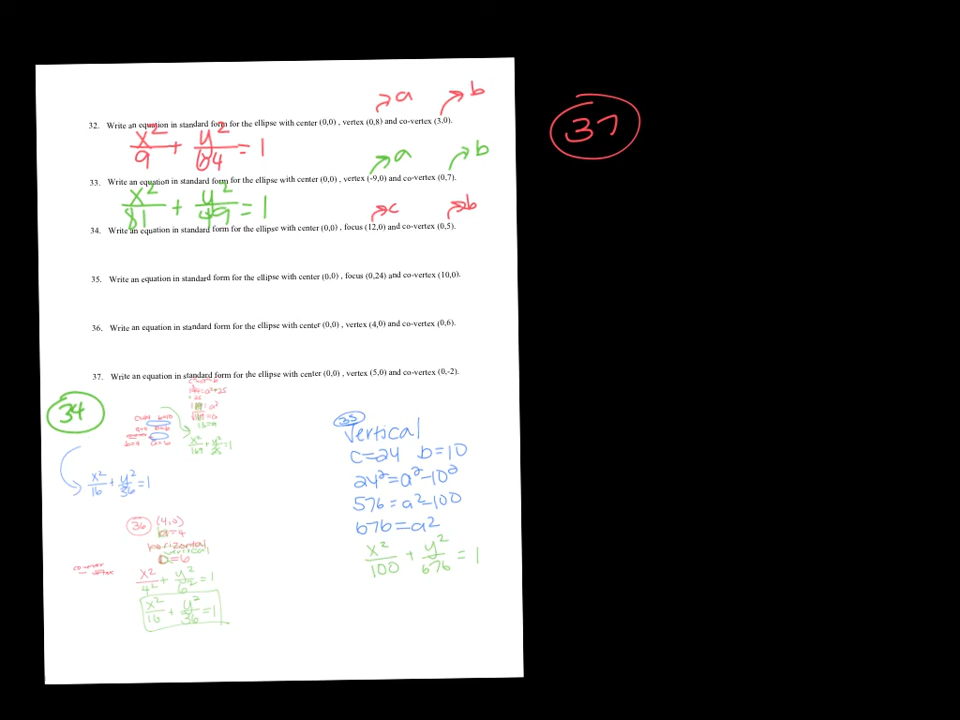 →a →b
32. Write an equation in standard form for the ellipse with center (0,0) , vertex (0,8) and co-vertex (3,0).
x²/9 + y²/64 = 1
→a →b
33. Write an equation in standard form for the ellipse with center (0,0) , vertex (-9,0) and co-vertex (0,7).
x²/81 + y²/49 = 1
→c →b
34. Write an equation in standard form for the ellipse with center (0,0) , focus (12,0) and co-vertex (0,5).
35. Write an equation in standard form for the ellipse with center (0,0) , focus (0,24) and co-vertex (10,0).
36. Write an equation in standard form for the ellipse with center (0,0) , vertex (4,0) and co-vertex (0,6).
37. Write an equation in standard form for the ellipse with center (0,0) , vertex (5,0) and co-vertex (0,-2).
34
x²/169 + y²/25 = 1
x²/16 + y²/36 = 1
36 (4,0)
a=4
horizontal
vertical
b=6
x²/4² + y²/6² = 1
x²/16 + y²/36 = 1
35
Vertical
c=24 b=10
24²=a²-10²
576=a²-100
676=a²
x²/100 + y²/676 = 1
37